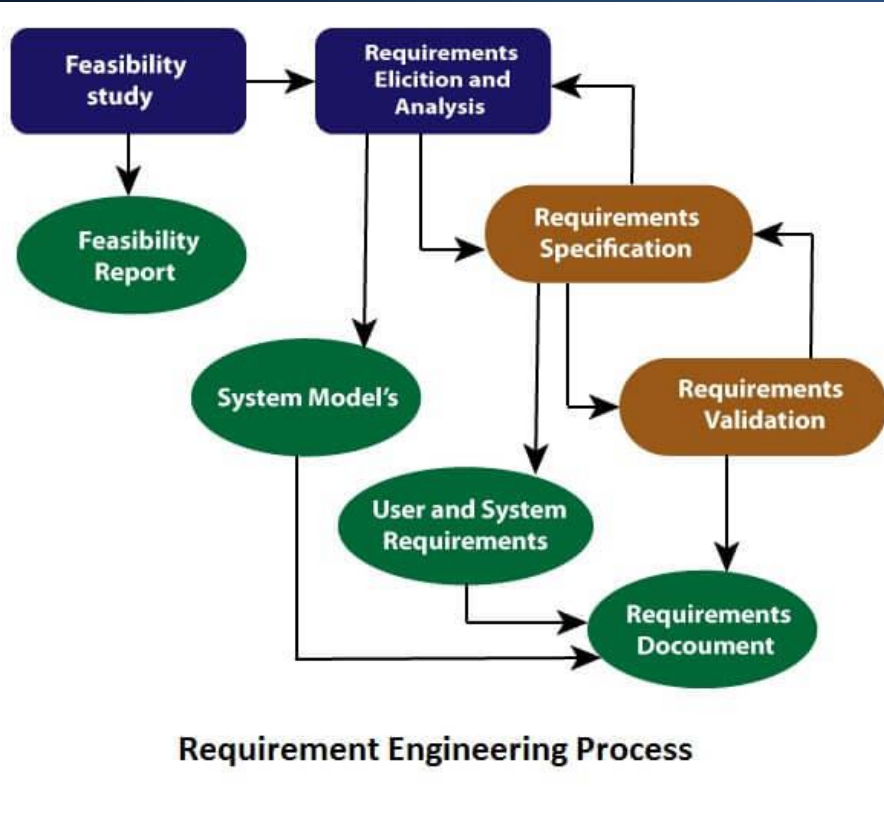 Feasibility
study
Requirements
Elicition and
Analysis
Requirements
Specification
Feasibility
Report
System Model's
Requirements
Validation
User and System
Requirements
Requirements
Docoument
Requirement Engineering Process